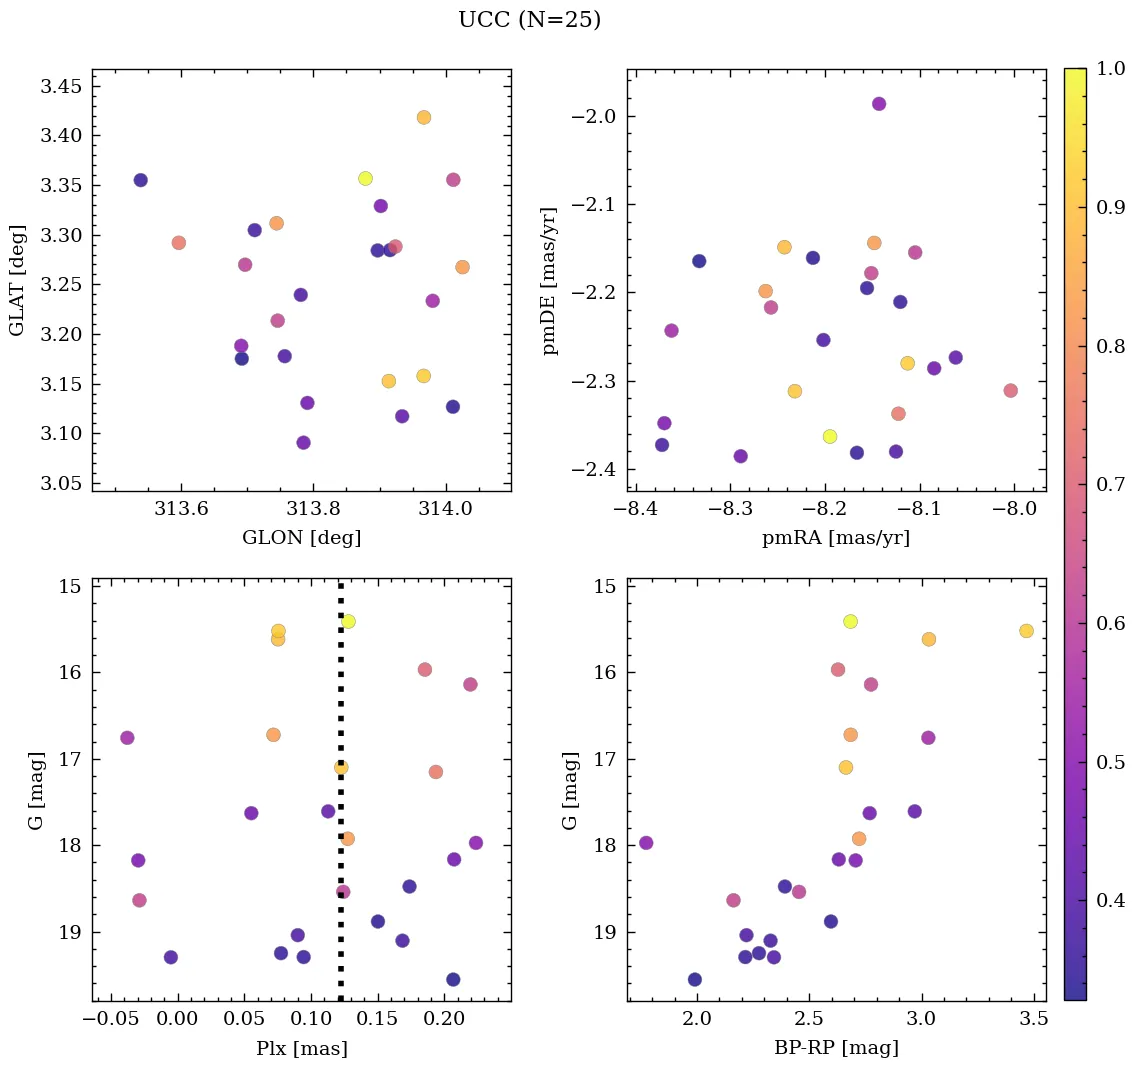 UCC (N=25)
3.45
3.40
3.35
3.30
3.25
3.20
3.15
3.10
3.05
GLAT [deg]
313.6 313.8 314.0
GLON [deg]
−2.0
−2.1
−2.2
−2.3
−2.4
pmDE [mas/yr]
−8.4 −8.3 −8.2 −8.1 −8.0
pmRA [mas/yr]
1.0
0.9
0.8
0.7
0.6
0.5
0.4
15
16
17
18
19
G [mag]
−0.05 0.00 0.05 0.10 0.15 0.20
Plx [mas]
15
16
17
18
19
G [mag]
2.0 2.5 3.0 3.5
BP-RP [mag]